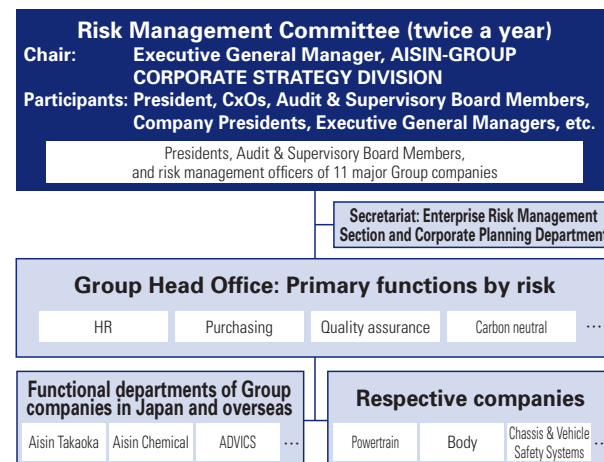 Risk Management Committee (twice a year)
Chair: Executive General Manager, AISIN-GROUP
CORPORATE STRATEGY DIVISION
Participants: President, CxOs, Audit & Supervisory Board Members,
Company Presidents, Executive General Managers, etc.
Presidents, Audit & Supervisory Board Members,
and risk management officers of 11 major Group companies
Secretariat: Enterprise Risk Management
Section and Corporate Planning Department
Group Head Office: Primary functions by risk
HR Purchasing Quality assurance Carbon neutral …
Functional departments of Group
companies in Japan and overseas
Aisin Takaoka Aisin Chemical ADVICS …
Respective companies
Powertrain Body Chassis & Vehicle
Safety Systems …